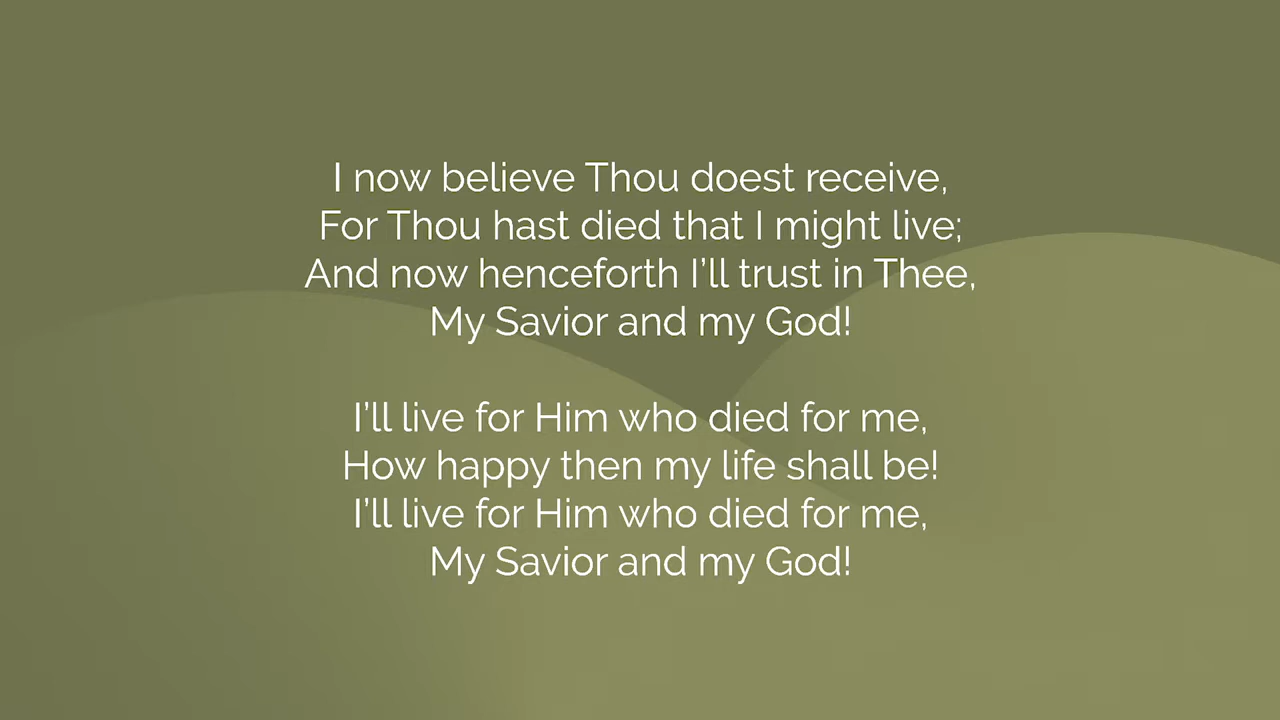 I now believe Thou doest receive,
For Thou hast died that I might live;
And now henceforth I’ll trust in Thee,
My Savior and my God!
I’ll live for Him who died for me,
How happy then my life shall be!
I’ll live for Him who died for me,
My Savior and my God!